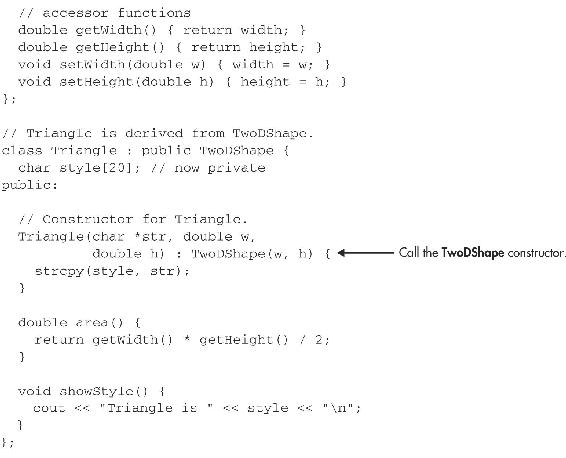 // accessor functions
double getWidth() { return width; }
double getHeight() { return height; }
void setWidth(double w) { width = w; }
void setHeight(double h) { height = h; }
};
// Triangle is derived from TwoDShape.
class Triangle : public TwoDShape {
char style[20]; // now private
public:
// Constructor for Triangle.
Triangle(char *str, double w,
double h) : TwoDShape(w, h) { Call the TwoDShape constructor.
strcpy(style, str);
}
double area() {
return getWidth() * getHeight() / 2;
}
void showStyle() {
cout << "Triangle is " << style << "\n";
}
};